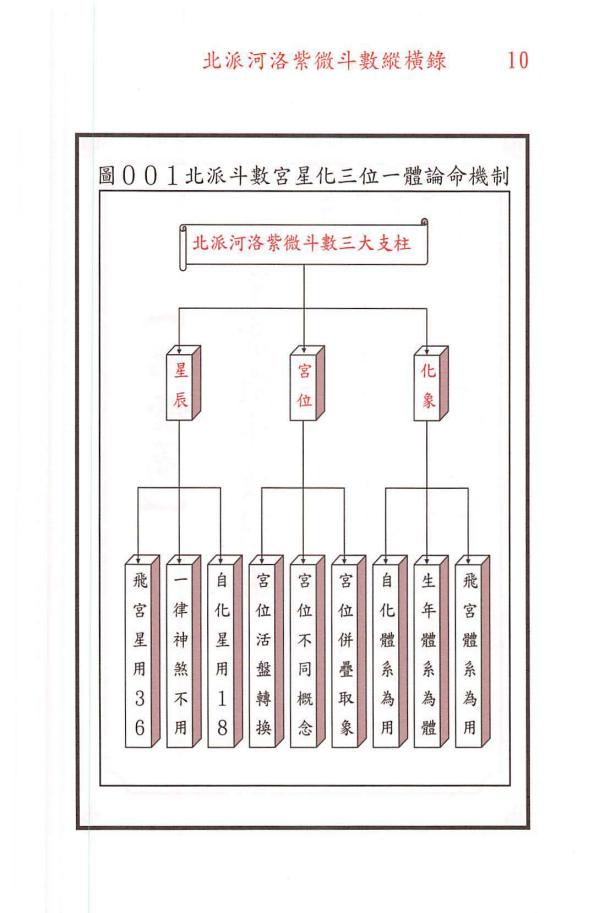 北派河洛紫微斗數縱橫錄 10
圖００１北派斗數宮星化三位一體論命機制
北派河洛紫微斗數三大支柱
星辰
宮位
化象
飛宮星用３６
一律神煞不用
自化星用１８
宮位活盤轉換
宮位不同概念
宮位併疊取象
自化體系為用
生年體系為體
飛宮體系為用